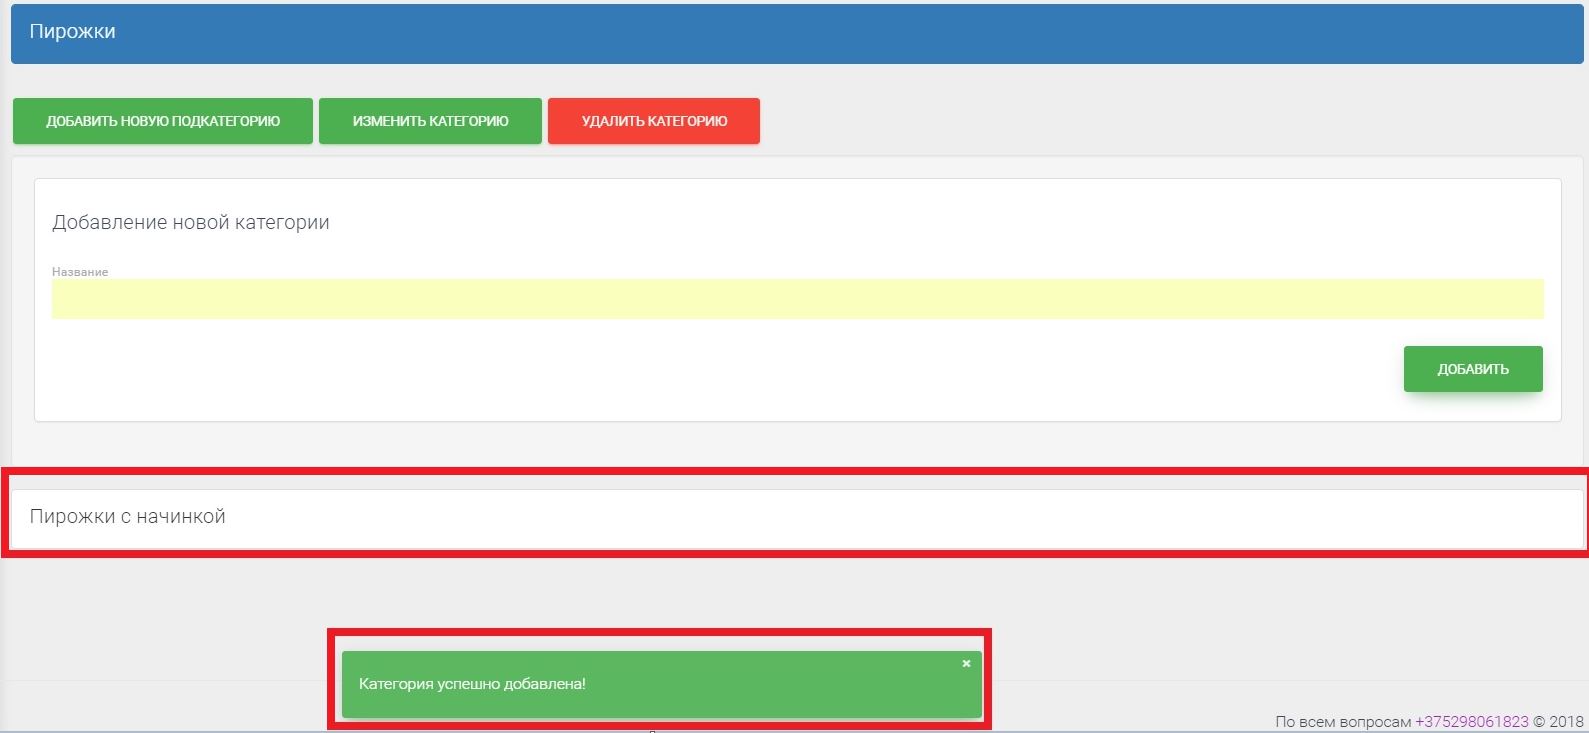 Пирожки
ДОБАВИТЬ НОВУЮ ПОДКАТЕГОРИЮ ИЗМЕНИТЬ КАТЕГОРИЮ УДАЛИТЬ КАТЕГОРИЮ
Добавление новой категории
Название
ДОБАВИТЬ
Пирожки с начинкой
Категория успешно добавлена!
По всем вопросам +375298061823 © 2018